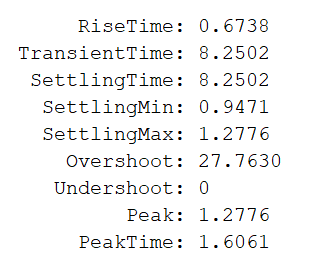 RiseTime: 0.6738
TransientTime: 8.2502
SettlingTime: 8.2502
SettlingMin: 0.9471
SettlingMax: 1.2776
Overshoot: 27.7630
Undershoot: 0
Peak: 1.2776
PeakTime: 1.6061